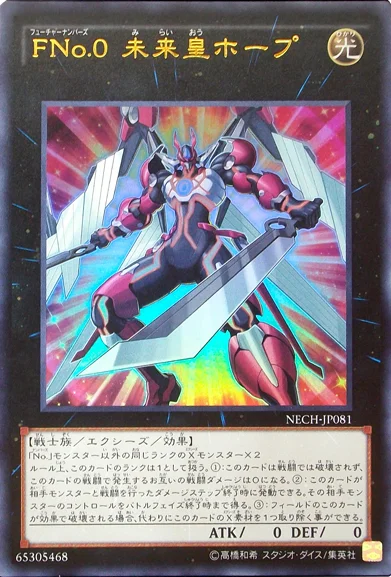 フューチャーナンバーズ みらいおう
FNo.0 未来皇ホープ
ひかり
光
NECH-JP081
【戦士族/エクシーズ/効果】
「No.」モンスター以外の同じランクのXモンスター×2
ルール上、このカードのランクは1として扱う。①:このカードは戦闘では破壊されず、
このカードの戦闘で発生するお互いの戦闘ダメージは0になる。②:このカードが
相手モンスターと戦闘を行ったダメージステップ終了時に発動できる。その相手モ
ンスターのコントロールをバトルフェイズ終了時まで得る。③:フィールドのこのカード
が効果で破壊される場合、代わりにこのカードのX素材を1つ取り除く事ができる。
ATK/ 0 DEF/ 0
65305468
©高橋和希 スタジオ・ダイス/集英社